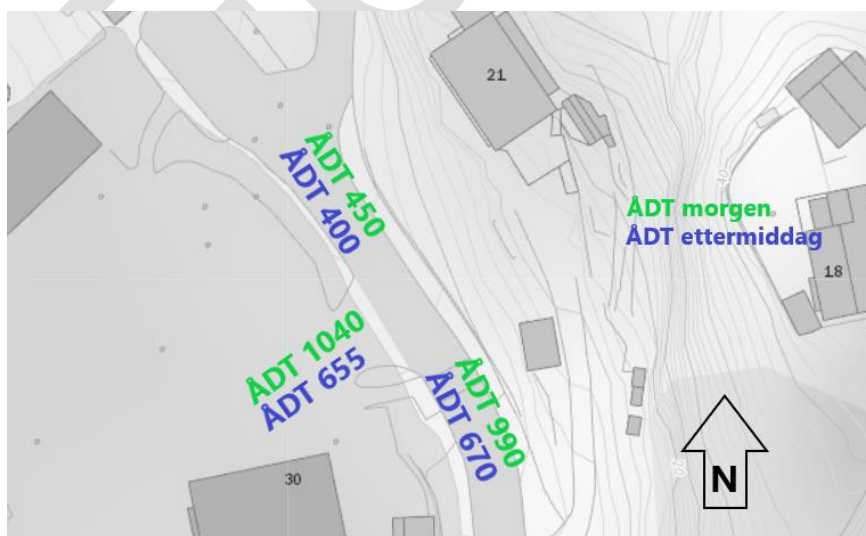 21
ÅDT 450
ÅDT 400
ÅDT morgen
ÅDT ettermiddag
18
ÅDT 1040
ÅDT 655
ÅDT 990
ÅDT 670
30
N